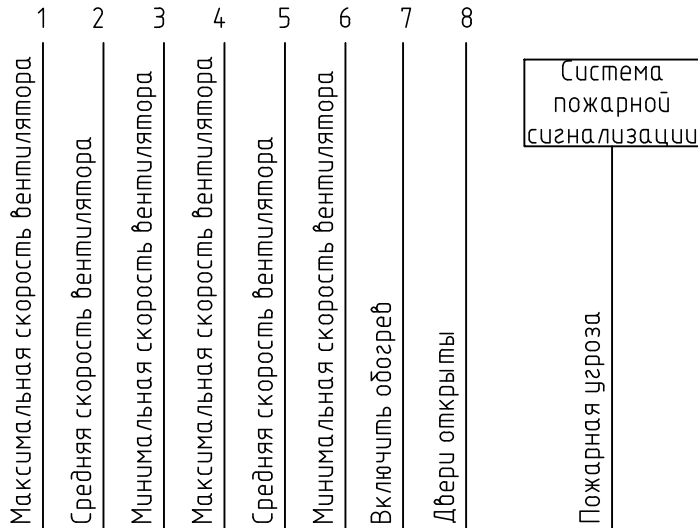 1 2 3 4 5 6 7 8
Максимальная скорость вентилятора
Средняя скорость вентилятора
Минимальная скорость вентилятора
Максимальная скорость вентилятора
Средняя скорость вентилятора
Минимальная скорость вентилятора
Включить обогрев
Двери открыты
Система
пожарной
сигнализации
Пожарная угроза